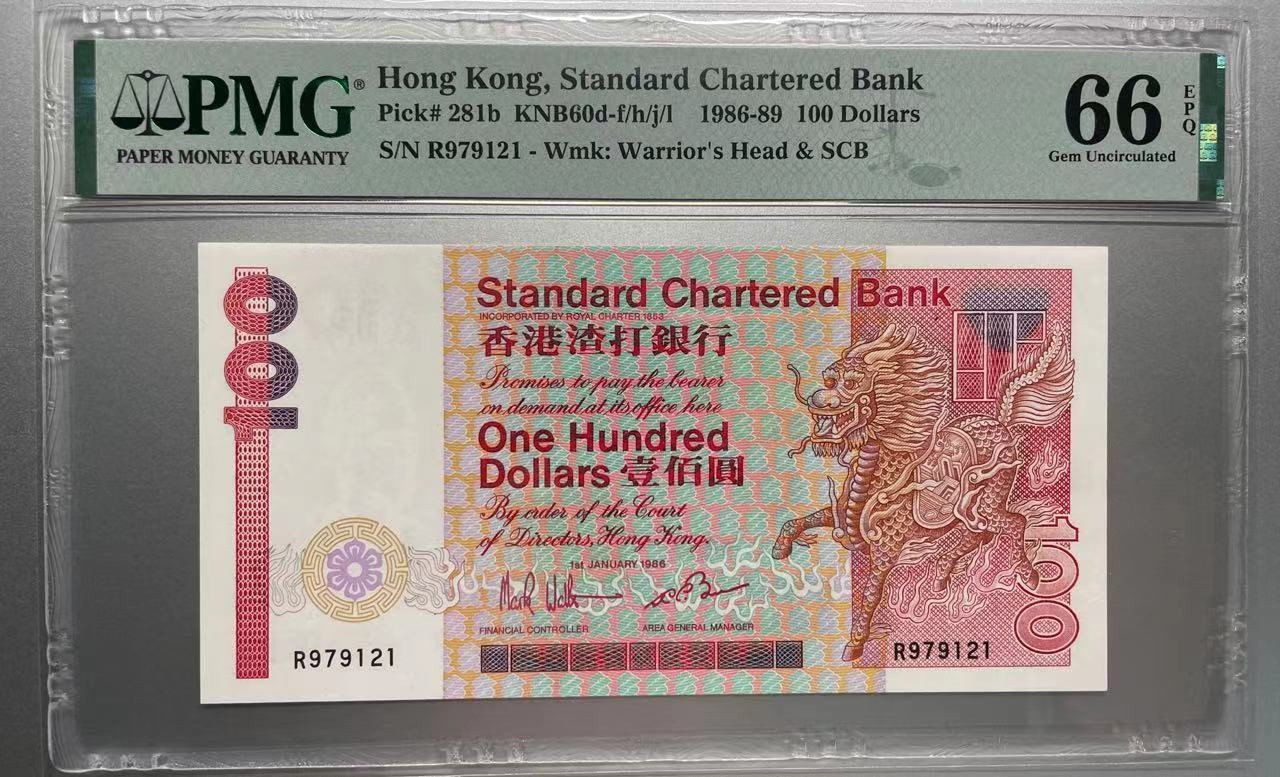 PMG®
PAPER MONEY GUARANTY
Hong Kong, Standard Chartered Bank
Pick# 281b KNB60d-f/h/j/l 1986-89 100 Dollars
S/N R979121 - Wmk: Warrior's Head & SCB
66 EPQ
Gem Uncirculated
100
Standard Chartered Bank
INCORPORATED BY ROYAL CHARTER 1853
香港渣打銀行
Promises to pay the bearer
on demand at its office here
One Hundred
Dollars 壹佰圓
By order of the Court
of Directors, Hong Kong.
1ST JANUARY 1986
FINANCIAL CONTROLLER AREA GENERAL MANAGER
R979121
R979121
100